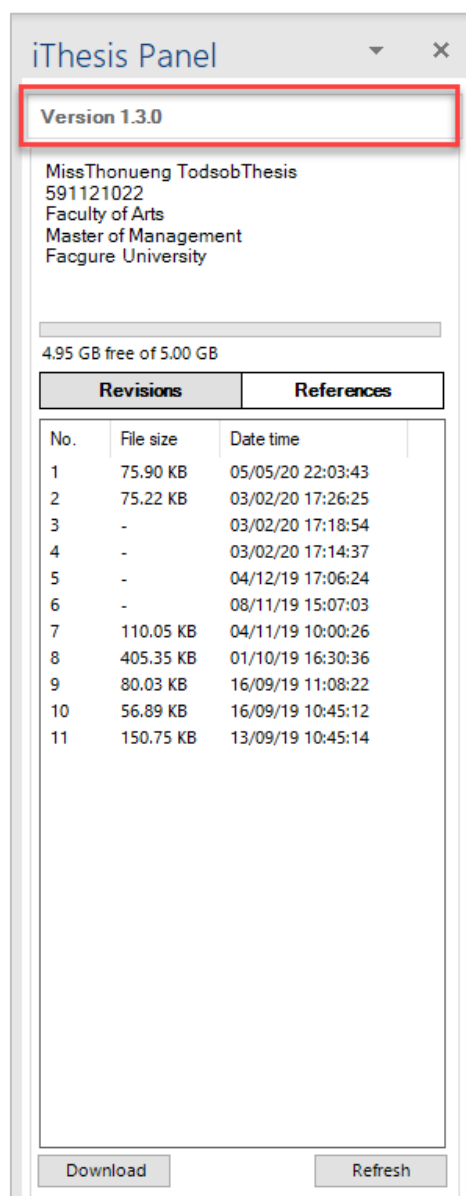 iThesis Panel
Version 1.3.0
MissThonueng TodsobThesis
591121022
Faculty of Arts
Master of Management
Facgure University
4.95 GB free of 5.00 GB
Revisions References
No. File size Date time
1 75.90 KB 05/05/20 22:03:43
2 75.22 KB 03/02/20 17:26:25
3 - 03/02/20 17:18:54
4 - 03/02/20 17:14:37
5 - 04/12/19 17:06:24
6 - 08/11/19 15:07:03
7 110.05 KB 04/11/19 10:00:26
8 405.35 KB 01/10/19 16:30:36
9 80.03 KB 16/09/19 11:08:22
10 56.89 KB 16/09/19 10:45:12
11 150.75 KB 13/09/19 10:45:14
Download Refresh